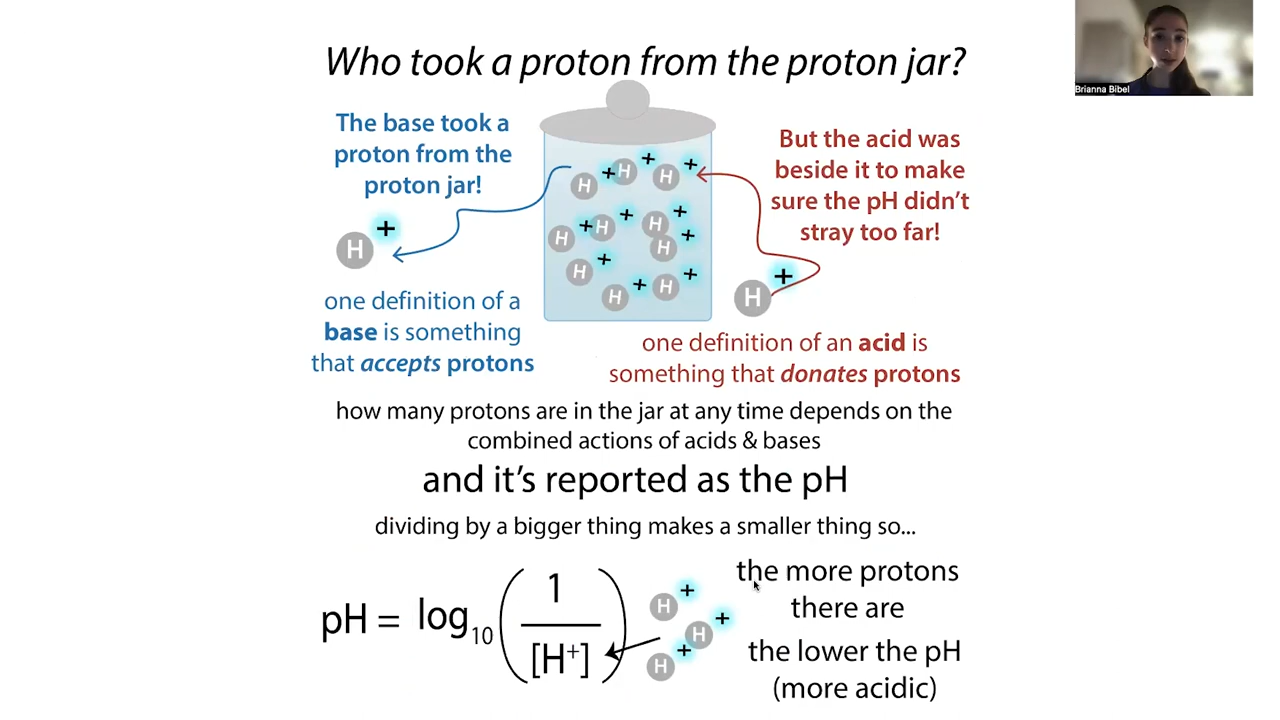 Who took a proton from the proton jar?
Brianna Bibel
The base took a
proton from the
proton jar!
But the acid was
beside it to make
sure the pH didn't
stray too far!
H +
H + H + H +
H + H + H +
H + H +
H + H + H +
H +
one definition of a
base is something
that accepts protons
one definition of an acid is
something that donates protons
how many protons are in the jar at any time depends on the
combined actions of acids & bases
and it's reported as the pH
dividing by a bigger thing makes a smaller thing so...
pH = log10 (1 / [H+])
H +
H +
H +
the more protons
there are
the lower the pH
(more acidic)